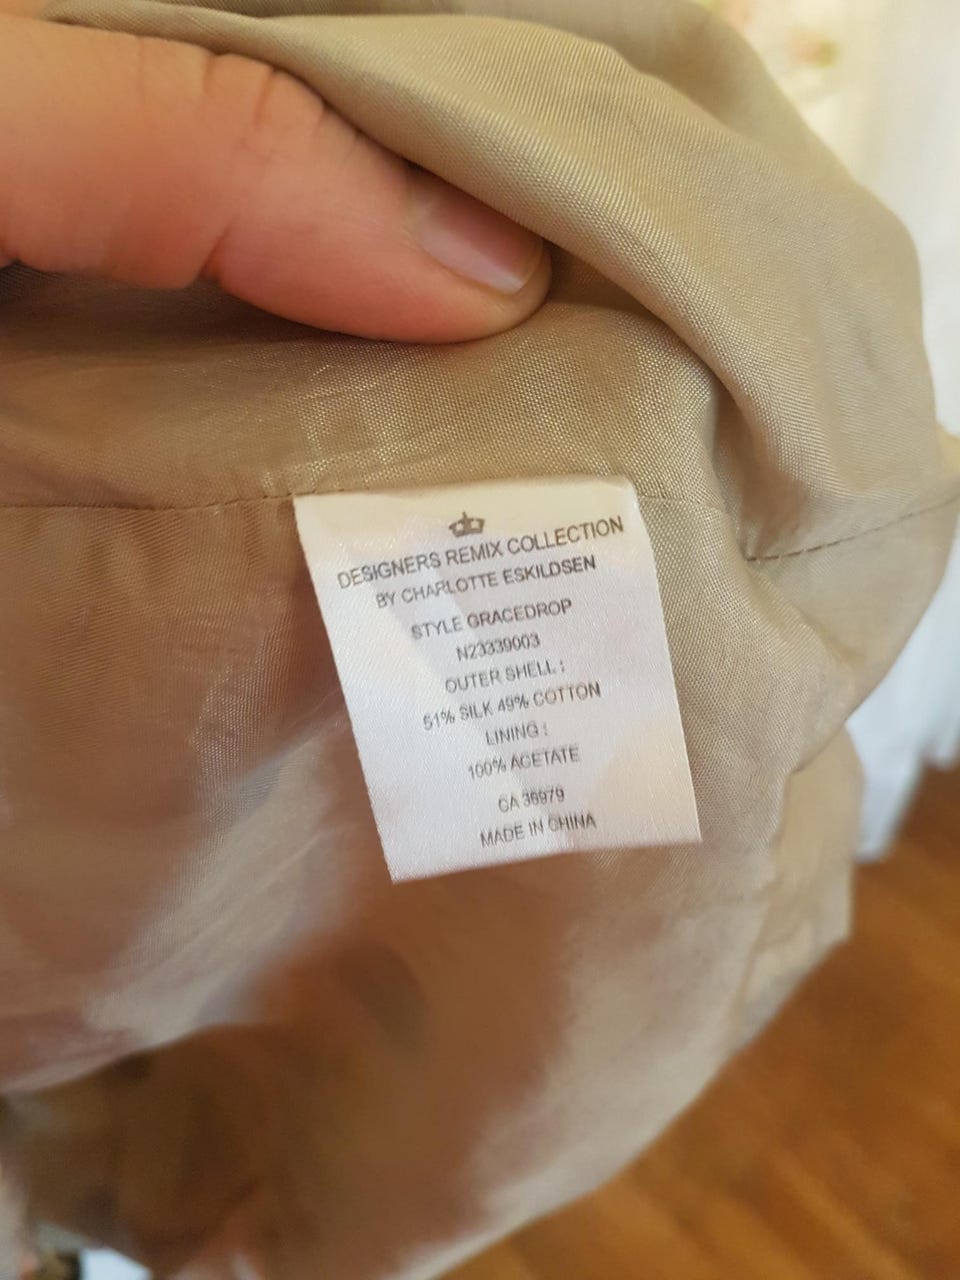 DESIGNERS REMIX COLLECTION
BY CHARLOTTE ESKILDSEN
STYLE GRACEDROP
N23339003
OUTER SHELL :
51% SILK 49% COTTON
LINING :
100% ACETATE
CA 36979
MADE IN CHINA